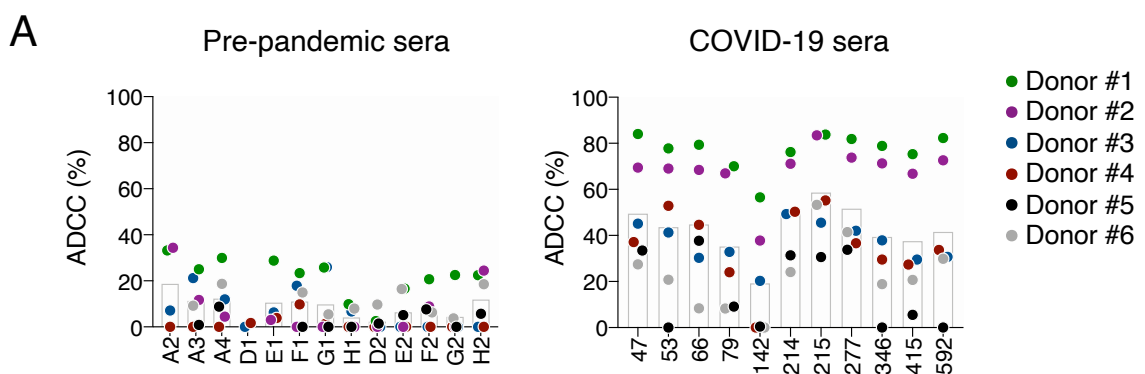 A
Pre-pandemic sera
COVID-19 sera
ADCC (%)
100
80
60
40
20
0
A2
A3
A4
D1
E1
F1
G1
H1
D2
E2
F2
G2
H2
ADCC (%)
100
80
60
40
20
0
47
53
66
79
142
214
215
277
346
415
592
Donor #1
Donor #2
Donor #3
Donor #4
Donor #5
Donor #6